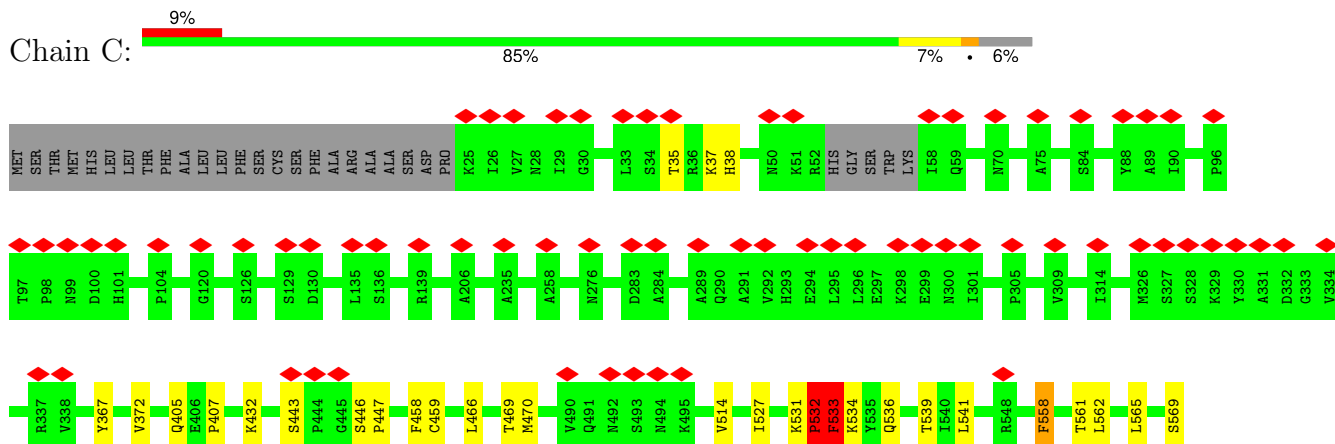 9%
Chain C:
85% 7% • 6%
MET SER THR MET HIS LEU LEU THR PHE ALA LEU LEU PHE SER CYS SER PHE ALA ARG ALA ALA SER ASP PRO K25 I26 V27 N28 I29 G30 L33 S34 T35 R36 K37 H38 N50 K51 R52 HIS GLY SER TRP LYS I58 Q59 N70 A75 S84 Y88 A89 I90 P96
T97 P98 N99 D100 H101 P104 G120 S126 S129 D130 L135 S136 R139 A206 A235 A258 N276 D283 A284 A289 Q290 A291 V292 H293 E294 L295 L296 E297 K298 E299 N300 I301 P305 V309 I314 M326 S327 S328 K329 Y330 A331 D332 G333 V334
R337 V338 Y367 V372 Q405 E406 P407 K432 S443 P444 G445 S446 P447 F458 C459 L466 T469 M470 V490 Q491 N492 S493 N494 K495 V514 I527 K531 P532 F533 K534 Y535 Q536 T539 I540 L541 R548 F558 T561 L562 L565 S569